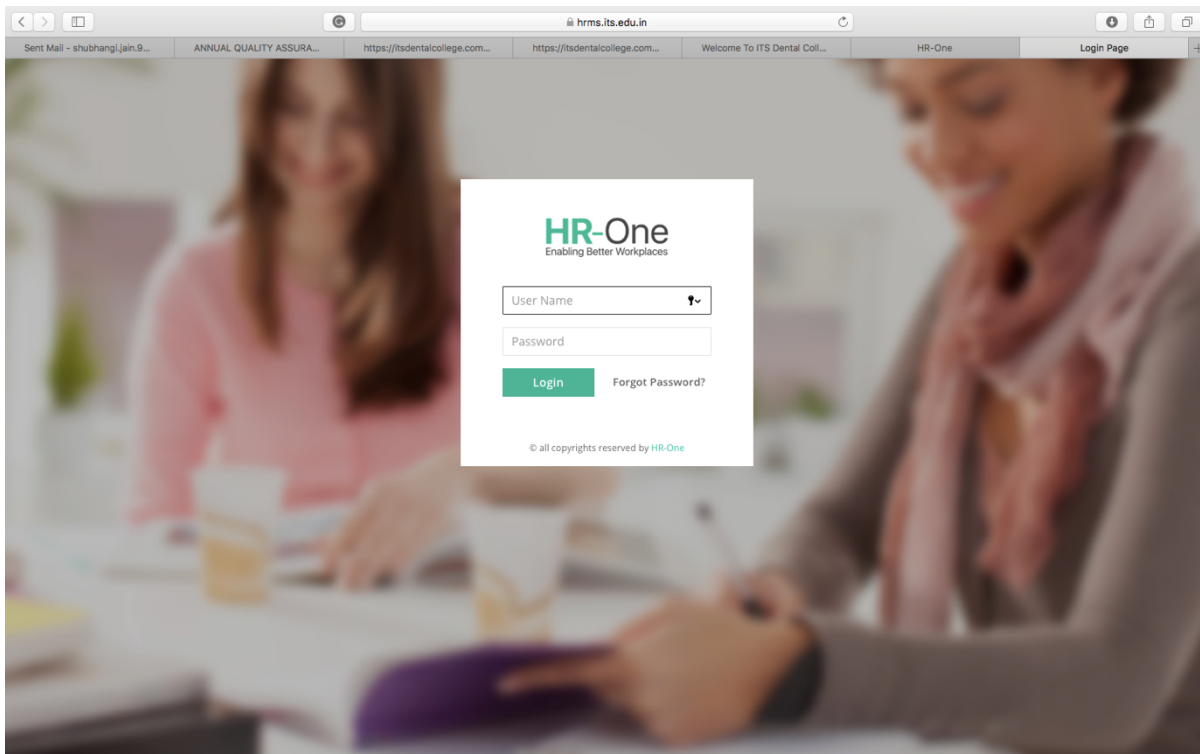 hrms.its.edu.in
Sent Mail - shubhangi.jain.9...
ANNUAL QUALITY ASSURA...
https://itsdentalcollege.com...
https://itsdentalcollege.com...
Welcome To ITS Dental Coll...
HR-One
Login Page
HR-One
Enabling Better Workplaces
User Name
Password
Login
Forgot Password?
© all copyrights reserved by HR-One